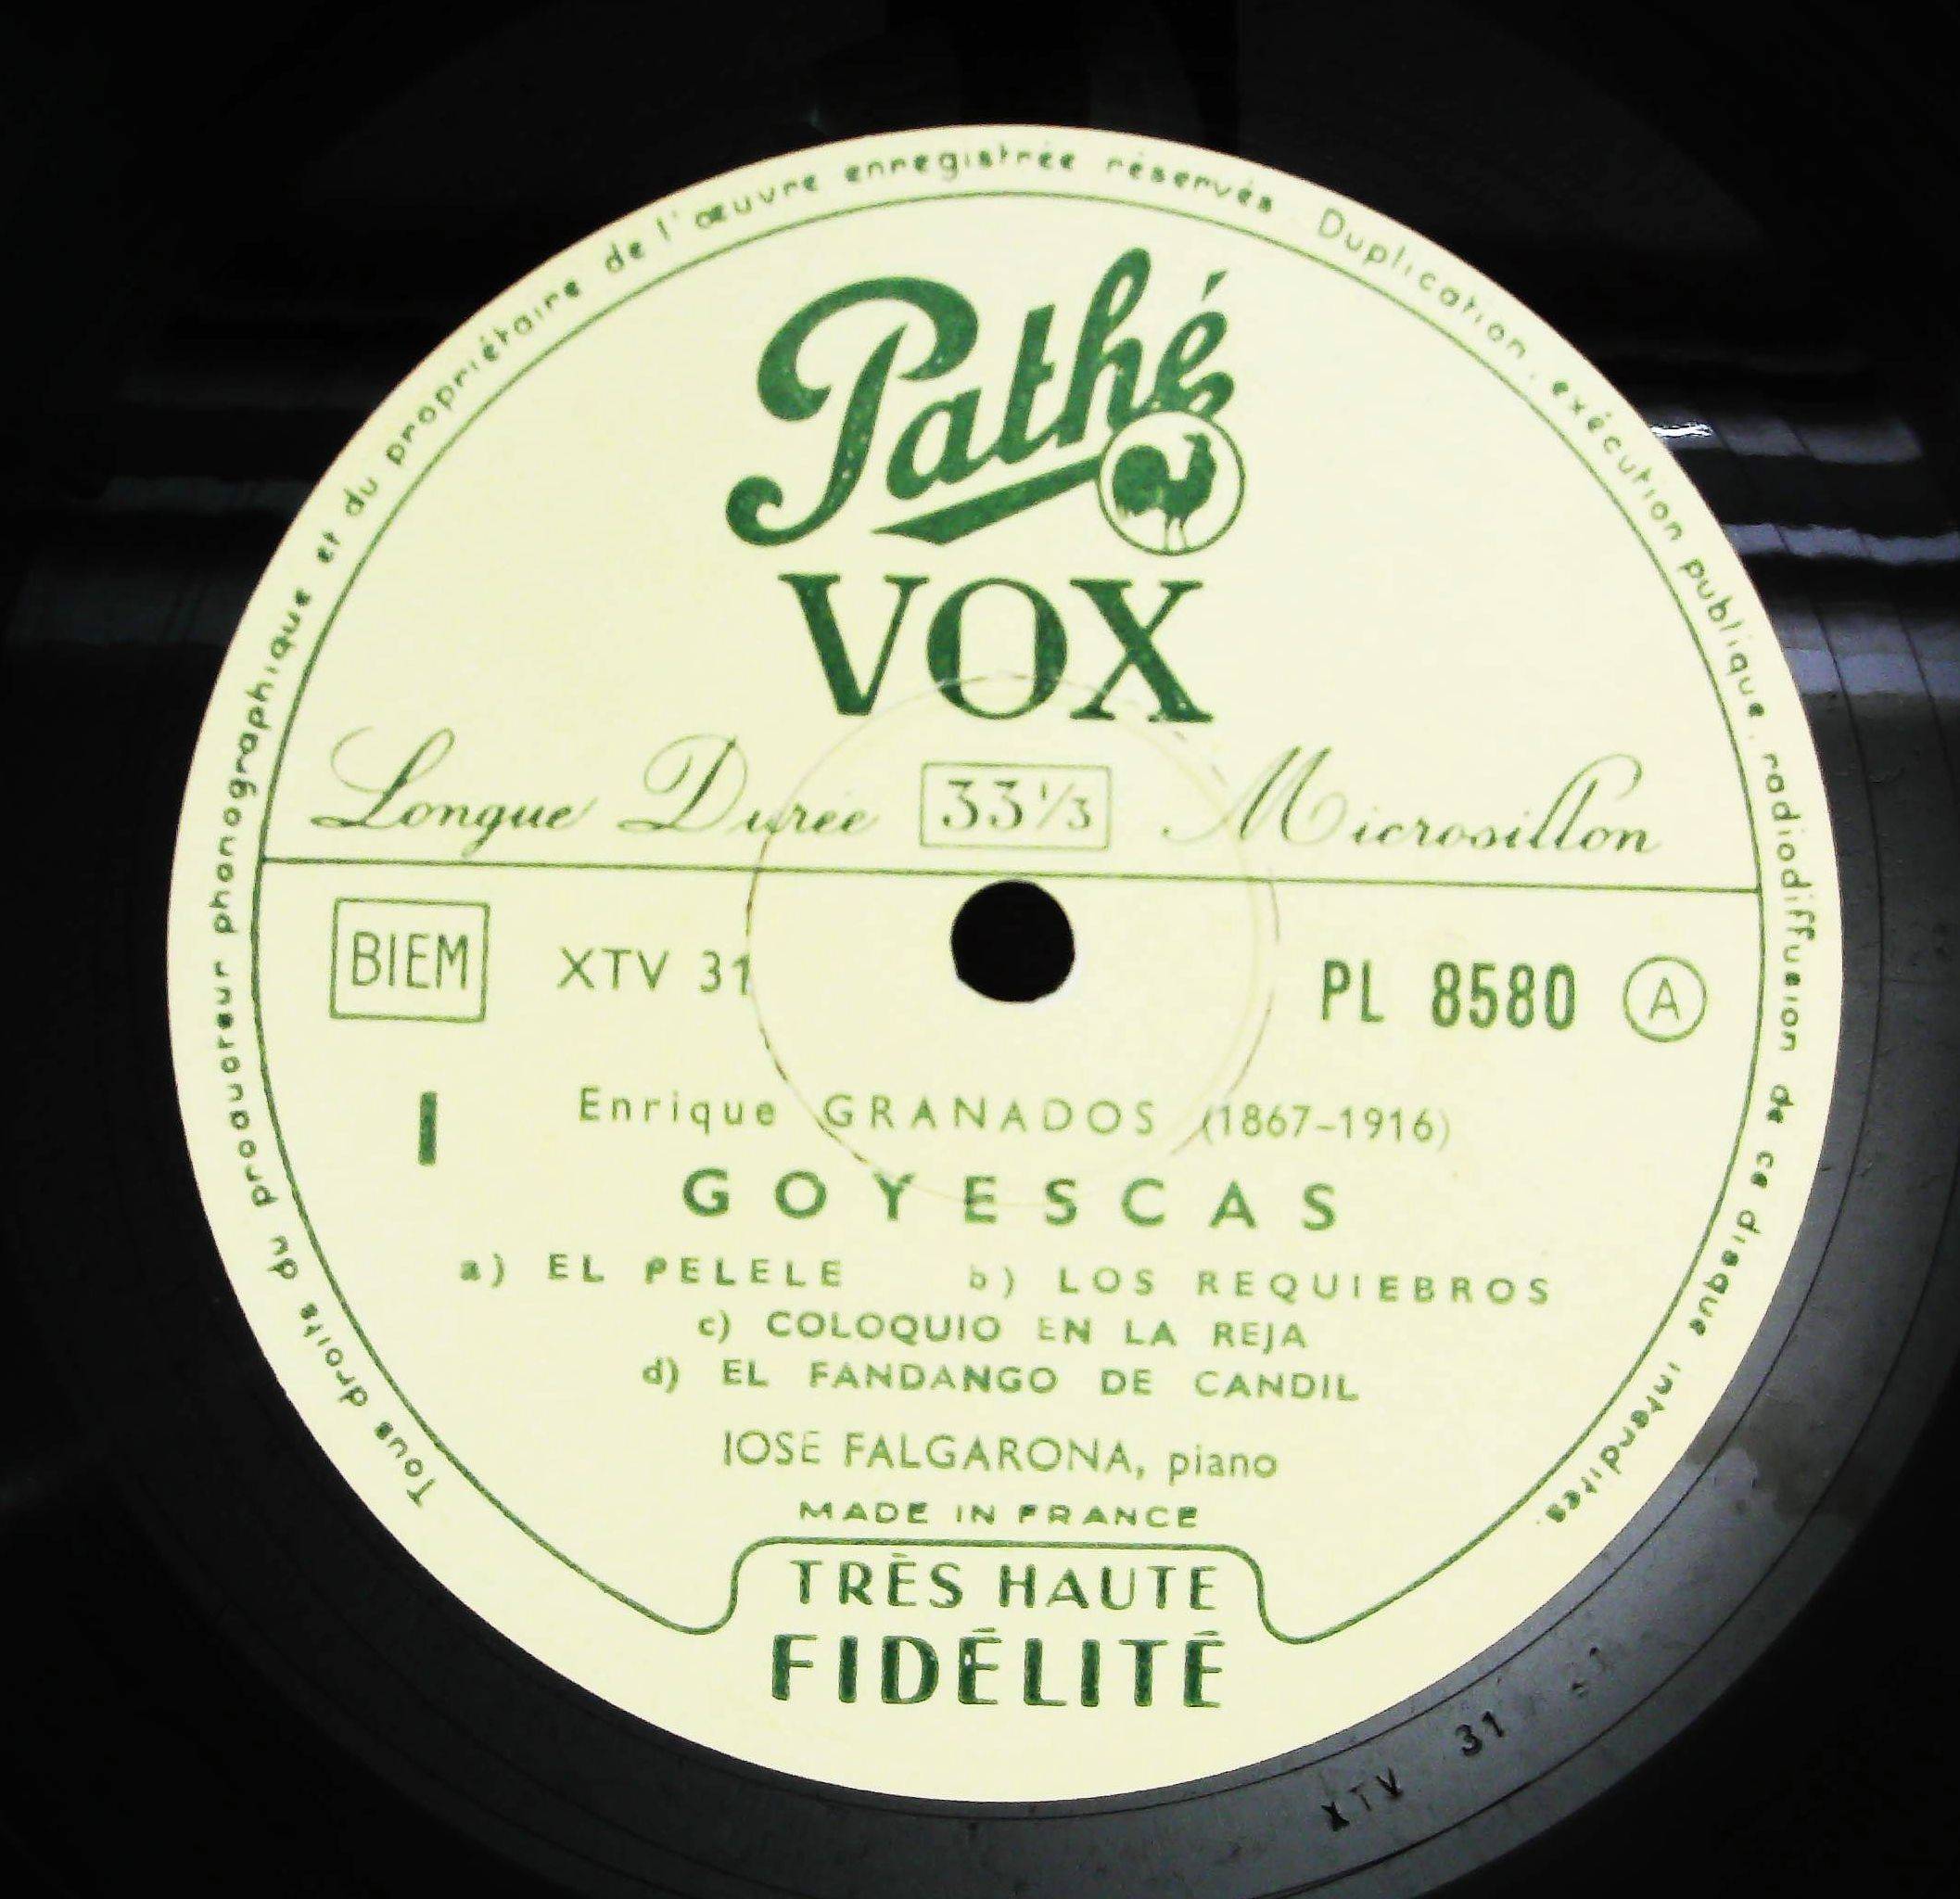 Tous droits du producteur phonographique et du propriétaire de l'œuvre enregistrée réservés Duplication, exécution publique, radiodiffusion de ce disque interdites.
Pathé
VOX
Longue Durée 33 1/3 Microsillon
BIEM XTV 31 PL 8580 A
I Enrique GRANADOS (1867-1916)
GOYESCAS
a) EL PELELE b) LOS REQUIEBROS
c) COLOQUIO EN LA REJA
d) EL FANDANGO DE CANDIL
JOSE FALGARONA, piano
MADE IN FRANCE
TRÈS HAUTE
FIDÉLITÉ
XTV 31